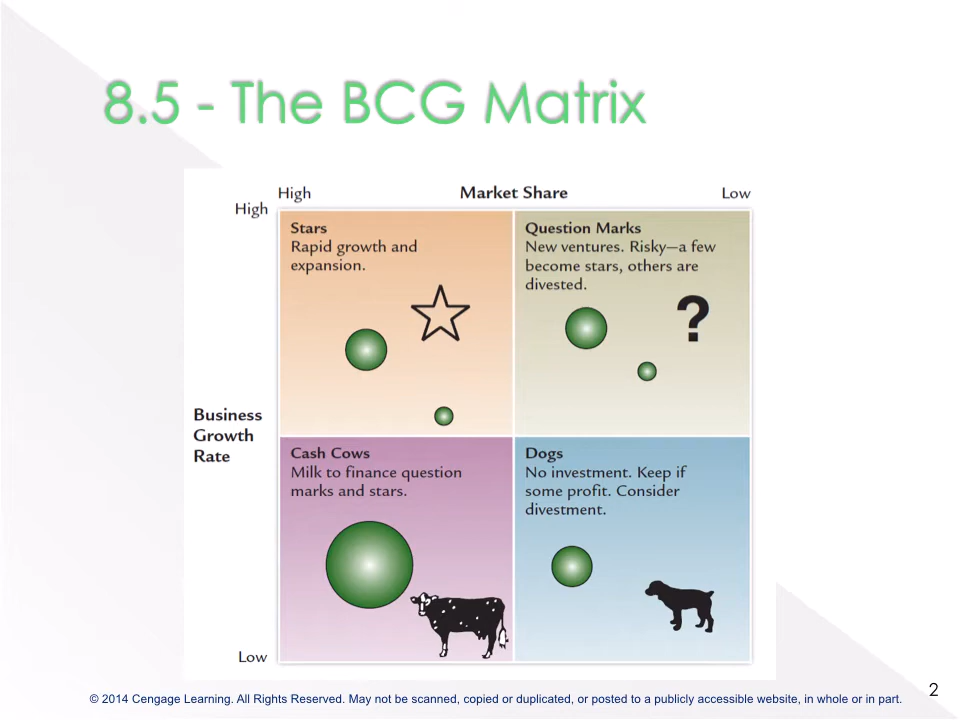 8.5 - The BCG Matrix
High Market Share Low
High
Stars
Rapid growth and
expansion.
Question Marks
New ventures. Risky—a few
become stars, others are
divested.
?
Business
Growth
Rate
Cash Cows
Milk to finance question
marks and stars.
Dogs
No investment. Keep if
some profit. Consider
divestment.
Low
© 2014 Cengage Learning. All Rights Reserved. May not be scanned, copied or duplicated, or posted to a publicly accessible website, in whole or in part.
2